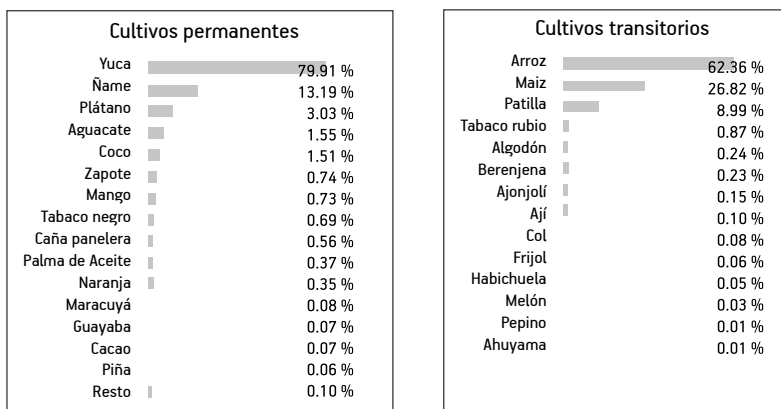 Cultivos permanentes
Yuca 79.91 %
Ñame 13.19 %
Plátano 3.03 %
Aguacate 1.55 %
Coco 1.51 %
Zapote 0.74 %
Mango 0.73 %
Tabaco negro 0.69 %
Caña panelera 0.56 %
Palma de Aceite 0.37 %
Naranja 0.35 %
Maracuyá 0.08 %
Guayaba 0.07 %
Cacao 0.07 %
Piña 0.06 %
Resto 0.10 %
Cultivos transitorios
Arroz 62.36 %
Maiz 26.82 %
Patilla 8.99 %
Tabaco rubio 0.87 %
Algodón 0.24 %
Berenjena 0.23 %
Ajonjolí 0.15 %
Ají 0.10 %
Col 0.08 %
Frijol 0.06 %
Habichuela 0.05 %
Melón 0.03 %
Pepino 0.01 %
Ahuyama 0.01 %